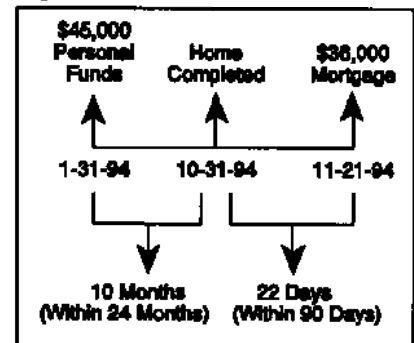 $45,000
Personal
Funds
Home
Completed
$36,000
Mortgage
1-31-94
10-31-94
11-21-94
10 Months
(Within 24 Months)
22 Days
(Within 90 Days)